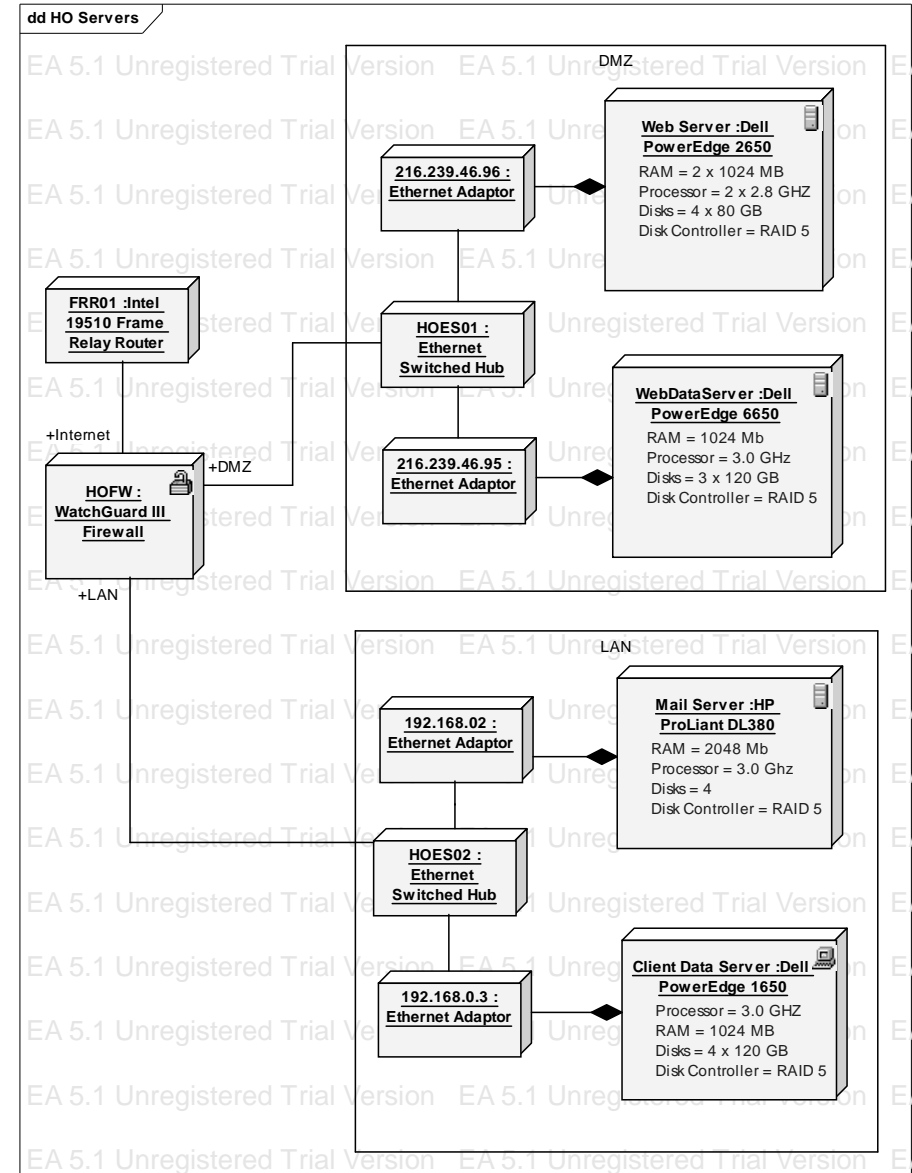 dd HO Servers
DMZ
Web Server :Dell
PowerEdge 2650
RAM = 2 x 1024 MB
Processor = 2 x 2.8 GHZ
Disks = 4 x 80 GB
Disk Controller = RAID 5
216.239.46.96 :
Ethernet Adaptor
FRR01 :Intel
19510 Frame
Relay Router
HOES01 :
Ethernet
Switched Hub
WebDataServer :Dell
PowerEdge 6650
RAM = 1024 Mb
Processor = 3.0 GHz
Disks = 3 x 120 GB
Disk Controller = RAID 5
+Internet
+DMZ
216.239.46.95 :
Ethernet Adaptor
HOFW :
WatchGuard III
Firewall
+LAN
LAN
Mail Server :HP
ProLiant DL380
RAM = 2048 Mb
Processor = 3.0 Ghz
Disks = 4
Disk Controller = RAID 5
192.168.02 :
Ethernet Adaptor
HOES02 :
Ethernet
Switched Hub
Client Data Server :Dell
PowerEdge 1650
Processor = 3.0 GHZ
RAM = 1024 MB
Disks = 4 x 120 GB
Disk Controller = RAID 5
192.168.0.3 :
Ethernet Adaptor
EA 5.1 Unregistered Trial Version EA 5.1 Unregistered Trial Version